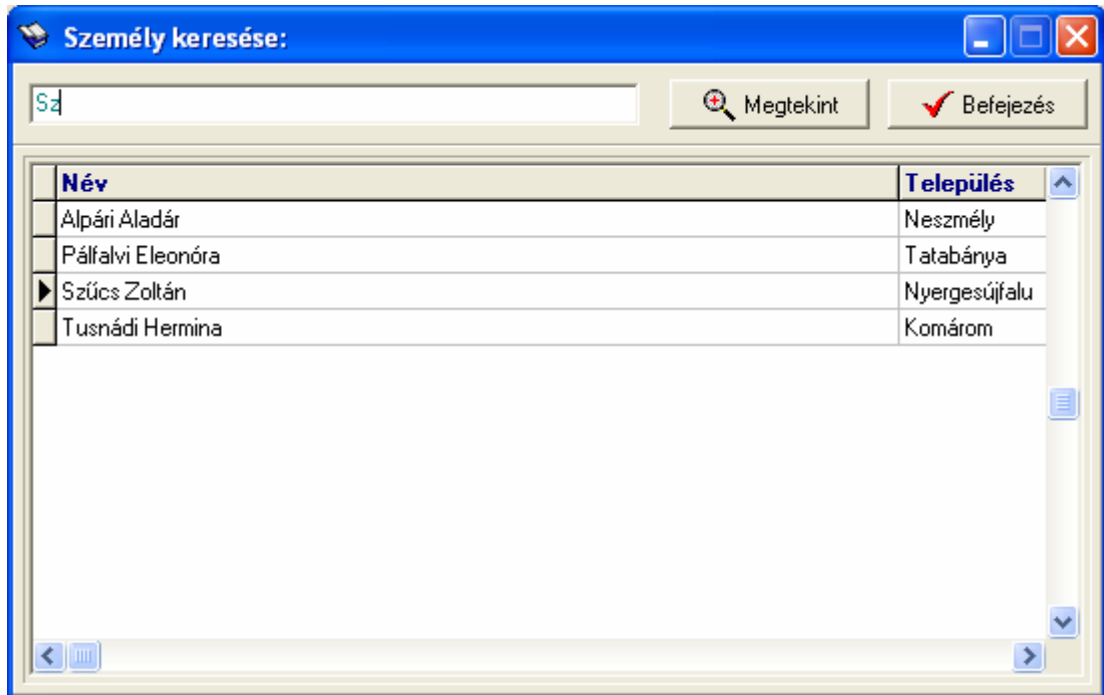 Személy keresése:
Sz
Megtekint
Befejezés
Név Település
Alpári Aladár Neszmély
Pálfalvi Eleonóra Tatabánya
Szűcs Zoltán Nyergesújfalu
Tusnádi Hermina Komárom